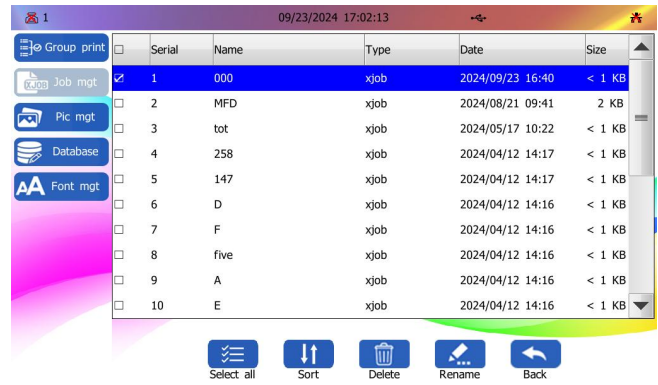 1 09/23/2024 17:02:13
Group print
Job mgt
Pic mgt
Database
Font mgt
Serial Name Type Date Size
1 000 xjob 2024/09/23 16:40 < 1 KB
2 MFD xjob 2024/08/21 09:41 2 KB
3 tot xjob 2024/05/17 10:22 < 1 KB
4 258 xjob 2024/04/12 14:17 < 1 KB
5 147 xjob 2024/04/12 14:17 < 1 KB
6 D xjob 2024/04/12 14:16 < 1 KB
7 F xjob 2024/04/12 14:16 < 1 KB
8 five xjob 2024/04/12 14:16 < 1 KB
9 A xjob 2024/04/12 14:16 < 1 KB
10 E xjob 2024/04/12 14:16 < 1 KB
Select all Sort Delete Rename Back